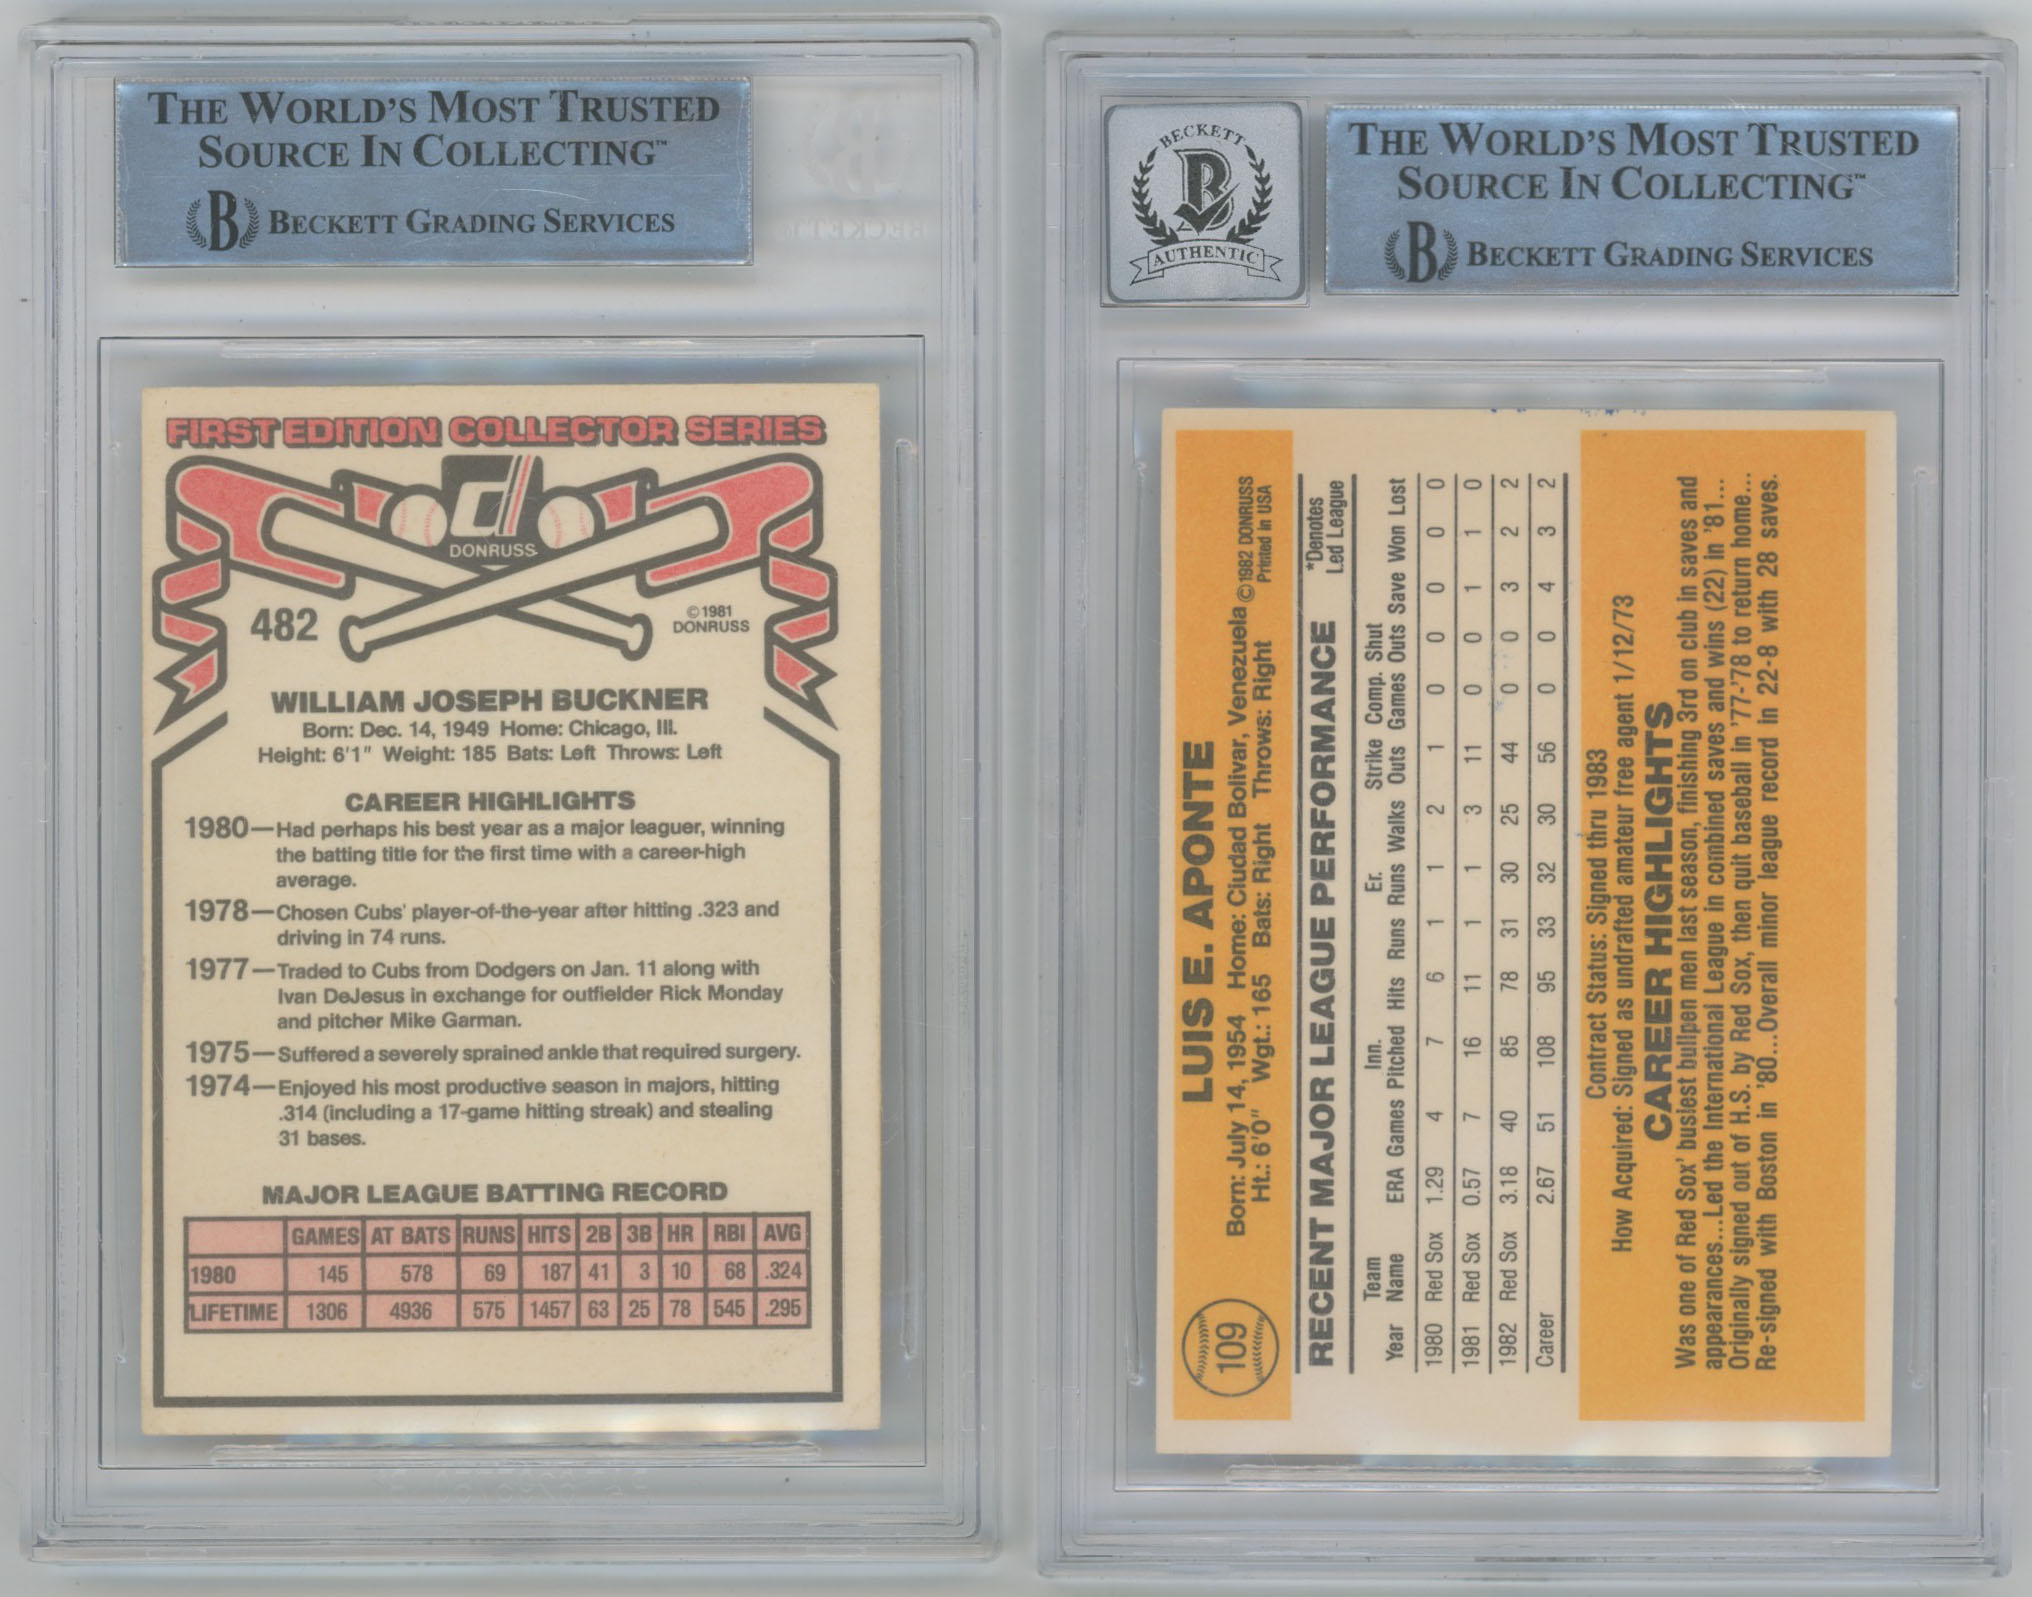 THE WORLD'S MOST TRUSTED
SOURCE IN COLLECTING™
B BECKETT GRADING SERVICES
FIRST EDITION COLLECTOR SERIES
d
DONRUSS
482
©1981
DONRUSS
WILLIAM JOSEPH BUCKNER
Born: Dec. 14, 1949 Home: Chicago, Ill.
Height: 6'1" Weight: 185 Bats: Left Throws: Left
CAREER HIGHLIGHTS
1980—Had perhaps his best year as a major leaguer, winning
the batting title for the first time with a career-high
average.
1978—Chosen Cubs' player-of-the-year after hitting .323 and
driving in 74 runs.
1977—Traded to Cubs from Dodgers on Jan. 11 along with
Ivan DeJesus in exchange for outfielder Rick Monday
and pitcher Mike Garman.
1975—Suffered a severely sprained ankle that required surgery.
1974—Enjoyed his most productive season in majors, hitting
.314 (including a 17-game hitting streak) and stealing
31 bases.
MAJOR LEAGUE BATTING RECORD
GAMES AT BATS RUNS HITS 2B 3B HR RBI AVG
1980 145 578 69 187 41 3 10 68 .324
LIFETIME 1306 4936 575 1457 63 25 78 545 .295
BECKETT
B
AUTHENTIC
THE WORLD'S MOST TRUSTED
SOURCE IN COLLECTING™
B BECKETT GRADING SERVICES
109
LUIS E. APONTE
Born: July 14, 1954 Home: Ciudad Bolivar, Venezuela
Ht.: 6'0" Wgt.: 165 Bats: Right Throws: Right
©1982 DONRUSS
Printed in USA
RECENT MAJOR LEAGUE PERFORMANCE
*Denotes
Led League
Team Inn. Er. Strike Comp. Shut
Year Name ERA Games Pitched Hits Runs Runs Walks Outs Games Outs Save Won Lost
1980 Red Sox 1.29 4 7 6 1 1 2 1 0 0 0 0 0
1981 Red Sox 0.57 7 16 11 1 1 3 11 0 0 1 1 0
1982 Red Sox 3.18 40 85 78 31 30 25 44 0 0 3 2 2
Career 2.67 51 108 95 33 32 30 56 0 0 4 3 2
Contract Status: Signed thru 1983
How Acquired: Signed as undrafted amateur free agent 1/12/73
CAREER HIGHLIGHTS
Was one of Red Sox' busiest bullpen men last season, finishing 3rd on club in saves and
appearances...Led the International League in combined saves and wins (22) in '81...
Originally signed out of H.S. by Red Sox, then quit baseball in '77-'78 to return home...
Re-signed with Boston in '80...Overall minor league record in 22-8 with 28 saves.